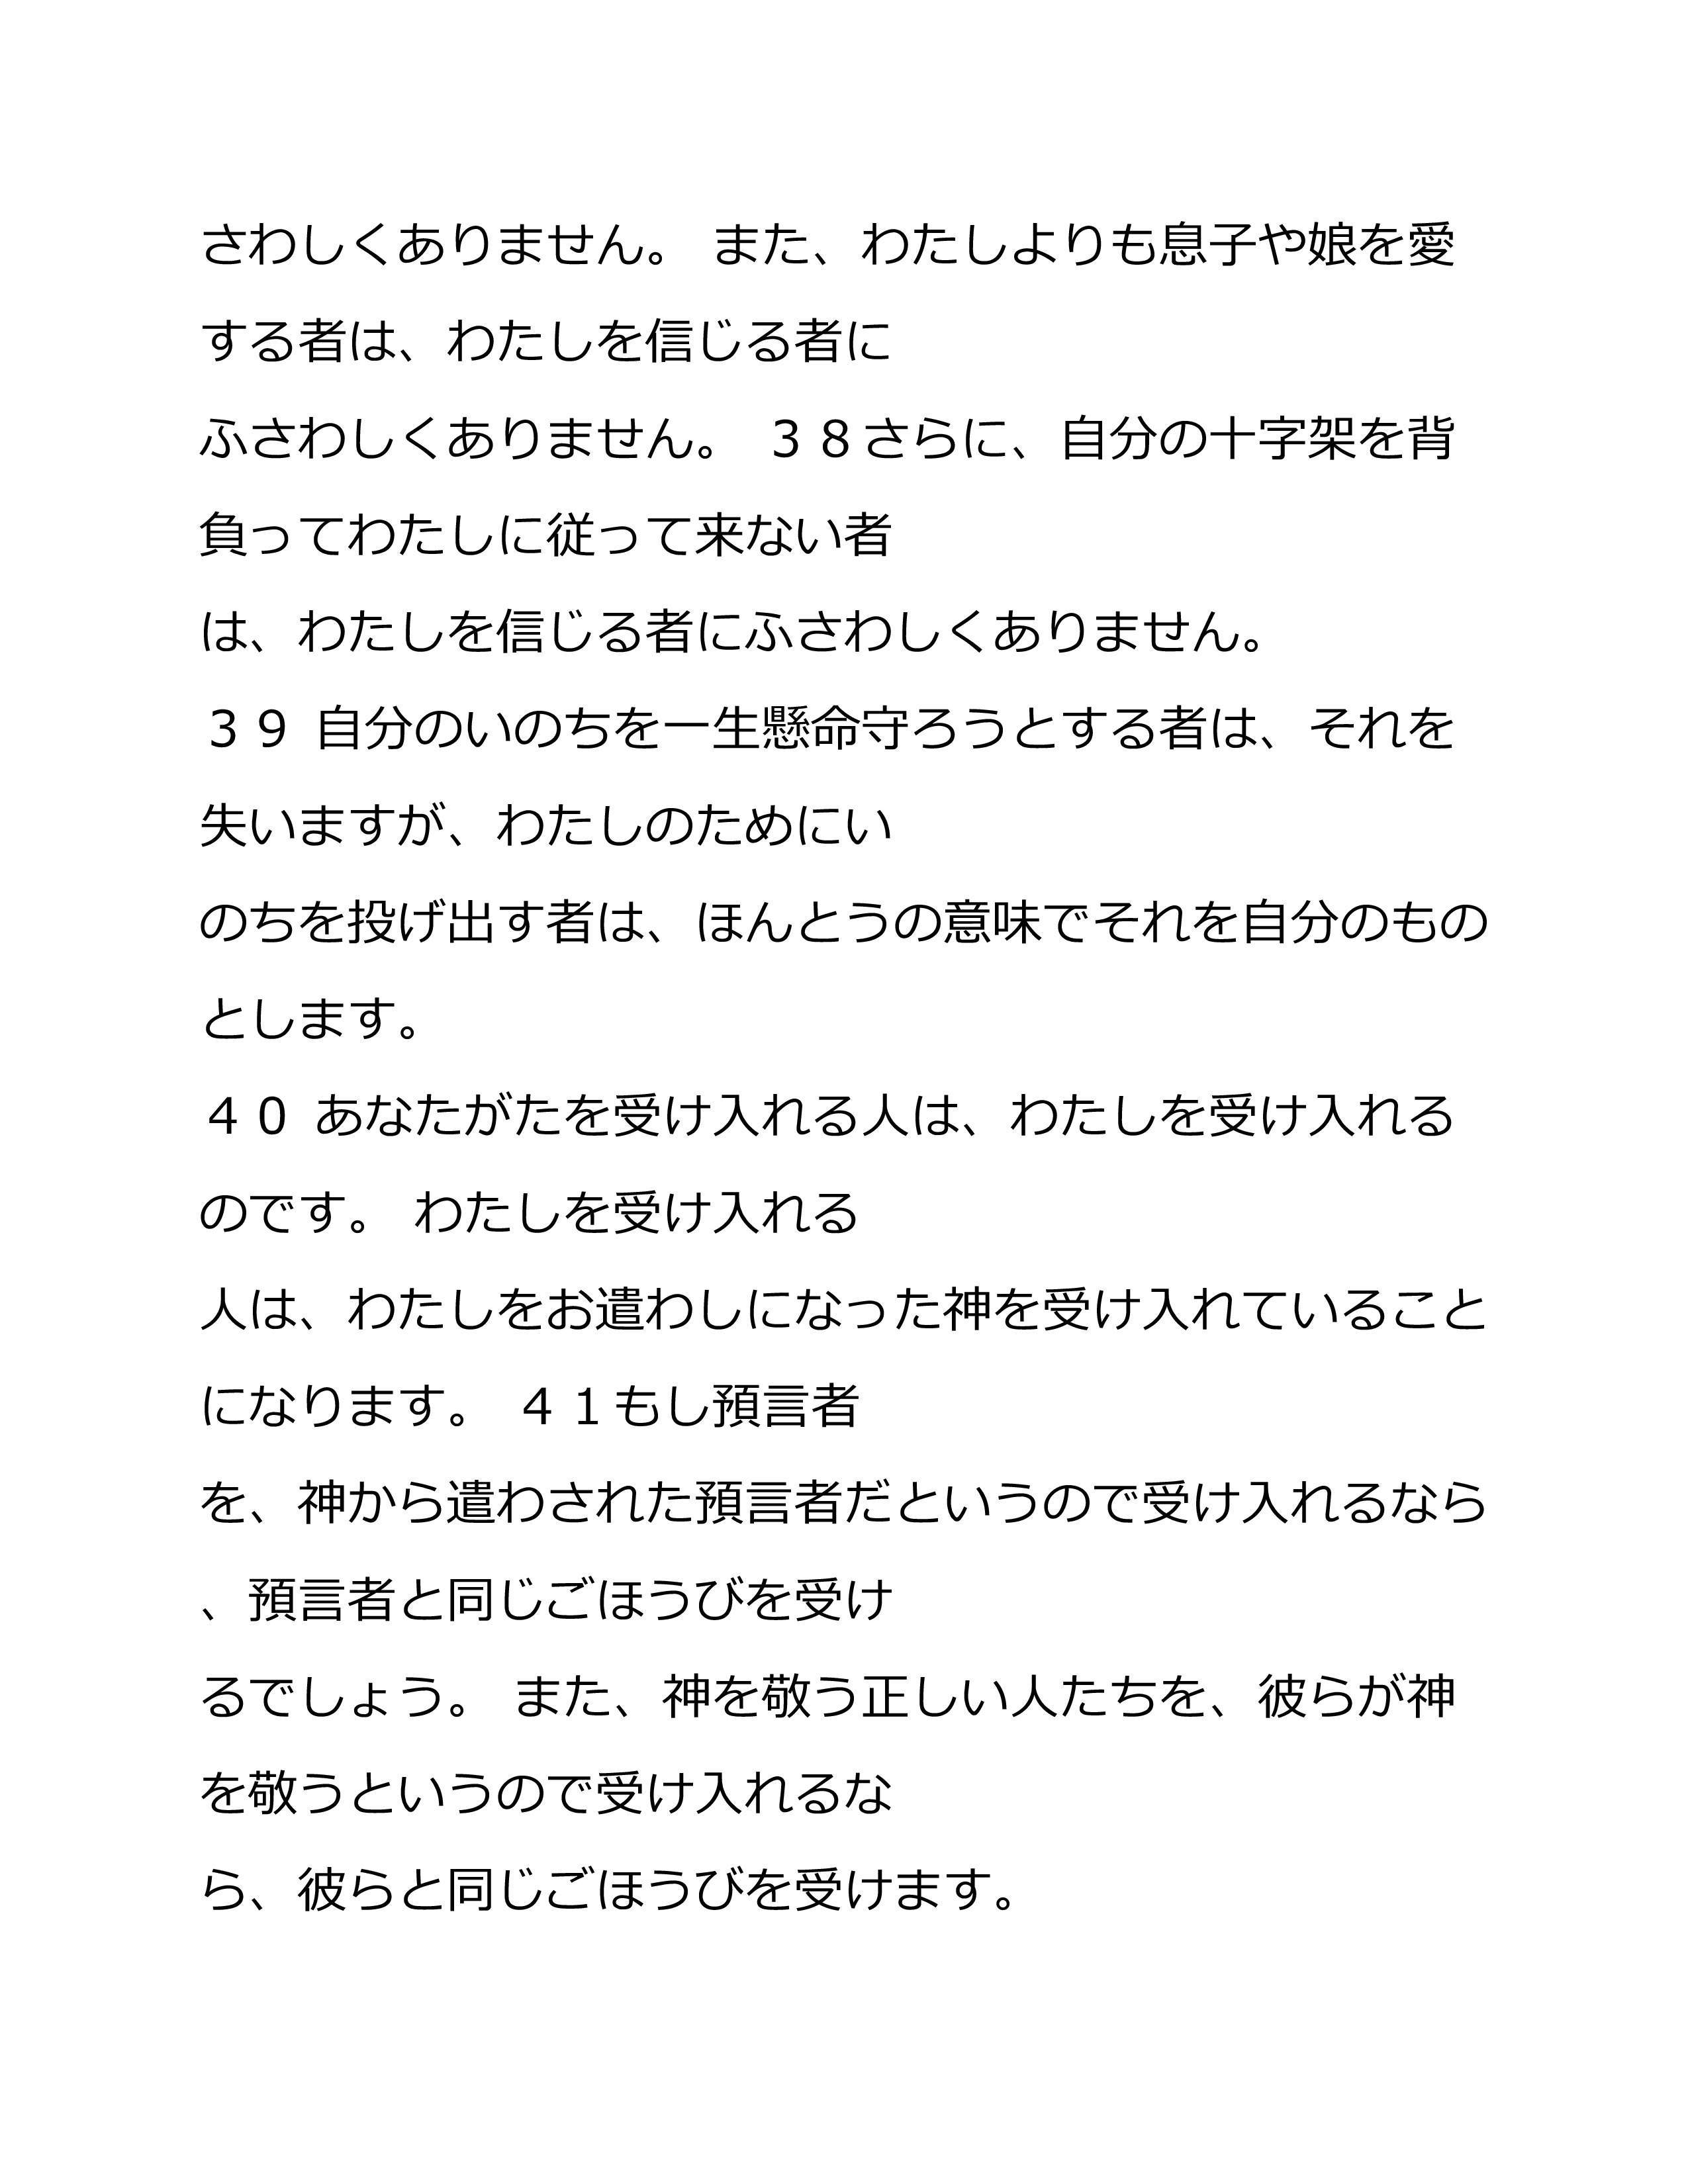 さわしくありません。 また、わたしよりも息子や娘を愛
する者は、わたしを信じる者に
ふさわしくありません。 ３８さらに、自分の十字架を背
負ってわたしに従って来ない者
は、わたしを信じる者にふさわしくありません。
３９ 自分のいのちを一生懸命守ろうとする者は、それを
失いますが、わたしのためにい
のちを投げ出す者は、ほんとうの意味でそれを自分のもの
とします。
４０ あなたがたを受け入れる人は、わたしを受け入れる
のです。 わたしを受け入れる
人は、わたしをお遣わしになった神を受け入れていること
になります。 ４１もし預言者
を、神から遣わされた預言者だというので受け入れるなら
、預言者と同じごほうびを受け
るでしょう。 また、神を敬う正しい人たちを、彼らが神
を敬うというので受け入れるな
ら、彼らと同じごほうびを受けます。